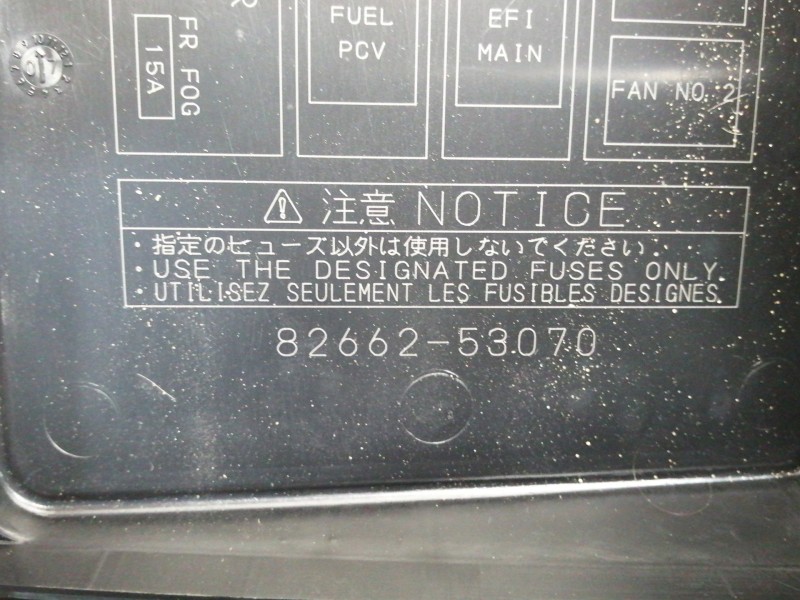 FR FOG
15A
FUEL
PCV
EFI
MAIN
FAN NO. 2
⚠ 注意 NOTICE
・指定のヒューズ以外は使用しないでください.
・USE THE DESIGNATED FUSES ONLY.
・UTILISEZ SEULEMENT LES FUSIBLES DESIGNES.
82662-53070